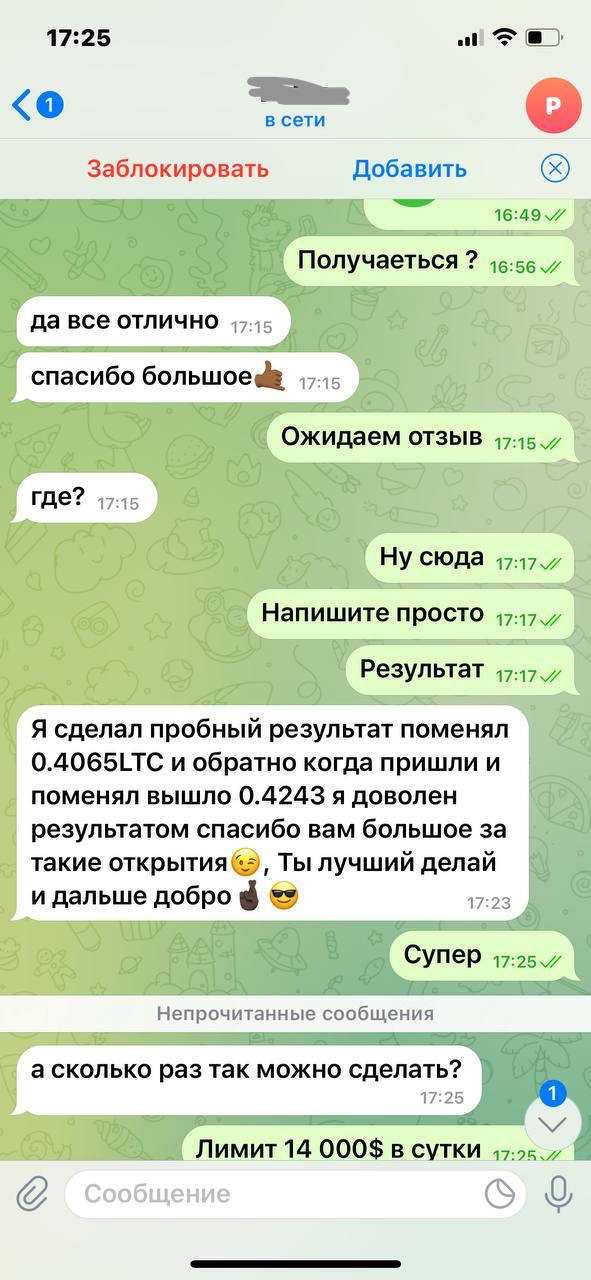 17:25
1
в сети
P
Заблокировать
Добавить
16:49
Получаеться ? 16:56
да все отлично 17:15
спасибо большое🤙🏾 17:15
Ожидаем отзыв 17:15
где? 17:15
Ну сюда 17:17
Напишите просто 17:17
Результат 17:17
Я сделал пробный результат поменял
0.4065LTC и обратно когда пришли и
поменял вышло 0.4243 я доволен
результатом спасибо вам большое за
такие открытия😉, Ты лучший делай
и дальше добро🤞🏿 😎
17:23
Супер 17:25
Непрочитанные сообщения
а сколько раз так можно сделать?
17:25
1
Лимит 14 000$ в сутки 17:25
Сообщение